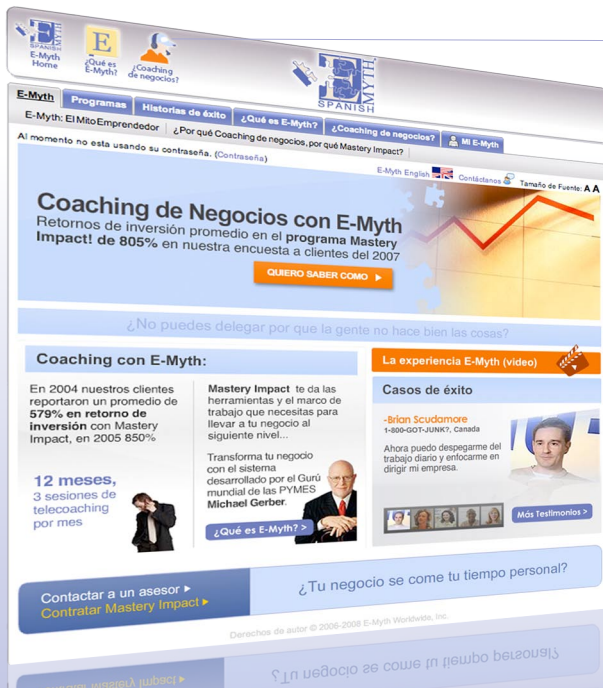 E MYTH
SPANISH
E-Myth
Home
E
¿Qué es
E-Myth?
¿Coaching
de negocios?
E MYTH
SPANISH
E-Myth
Programas
Historias de éxito
¿Qué es E-Myth?
¿Coaching de negocios?
Mi E-Myth
E-Myth: El Mito Emprendedor
¿Por qué Coaching de negocios, por qué Mastery Impact?
Al momento no esta usando su contraseña. (Contraseña)
E-Myth English
Contáctanos
Tamaño de Fuente: A A
Coaching de Negocios con E-Myth
Retornos de inversión promedio en el programa Mastery
Impact! de 805% en nuestra encuesta a clientes del 2007
QUIERO SABER COMO
¿No puedes delegar por que la gente no hace bien las cosas?
Coaching con E-Myth:
En 2004 nuestros clientes
reportaron un promedio de
579% en retorno de
inversión con Mastery
Impact, en 2005 850%
12 meses,
3 sesiones de
telecoaching
por mes
Mastery Impact te da las
herramientas y el marco de
trabajo que necesitas para
llevar a tu negocio al
siguiente nivel...
Transforma tu negocio
con el sistema
desarrollado por el Gurú
mundial de las PYMES
Michael Gerber.
¿Qué es E-Myth? >
La experiencia E-Myth (video)
Casos de éxito
-Brian Scudamore
1-800-GOT-JUNK?, Canada
Ahora puedo despegarme del
trabajo diario y enfocarme en
dirigir mi empresa.
Más Testimonios >
Contactar a un asesor
Contratar Mastery Impact
¿Tu negocio se come tu tiempo personal?
Derechos de autor © 2006-2008 E-Myth Worldwide, Inc.